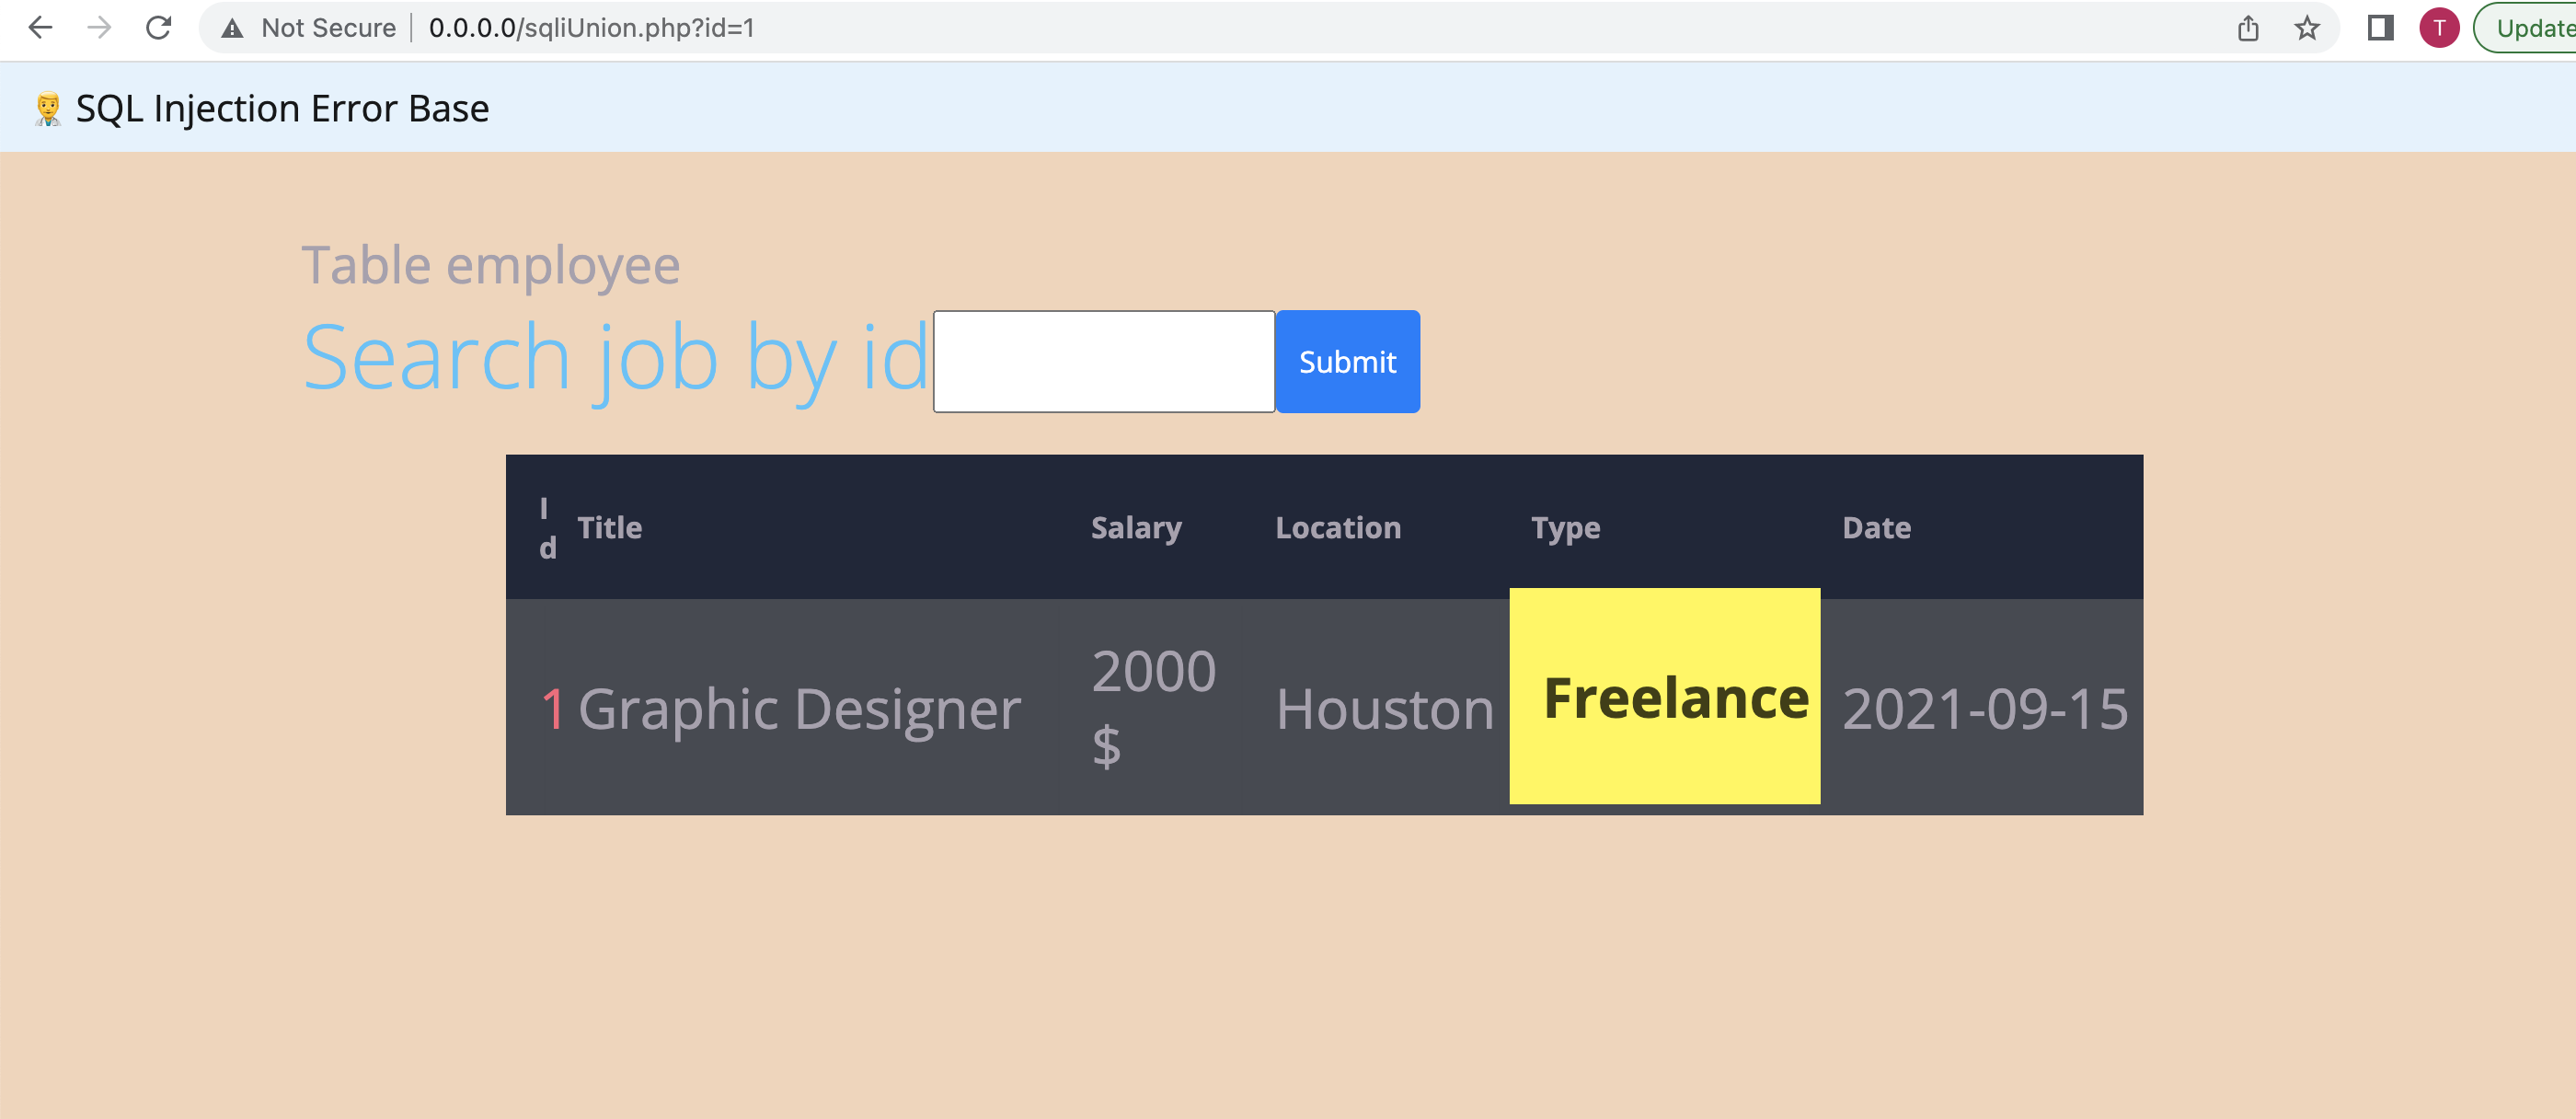 Not Secure | 0.0.0.0/sqliUnion.php?id=1 T Update
SQL Injection Error Base
Table employee
Search job by id Submit
Id Title Salary Location Type Date
1 Graphic Designer 2000 $ Houston Freelance 2021-09-15